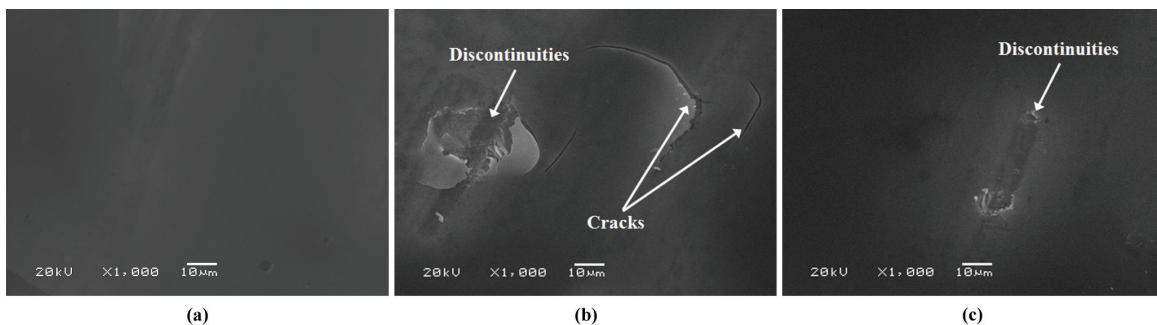 Discontinuities
Cracks
20kV ×1,000 10μm
(a)
20kV ×1,000 10μm
(b)
Discontinuities
20kV ×1,000 10μm
(c)